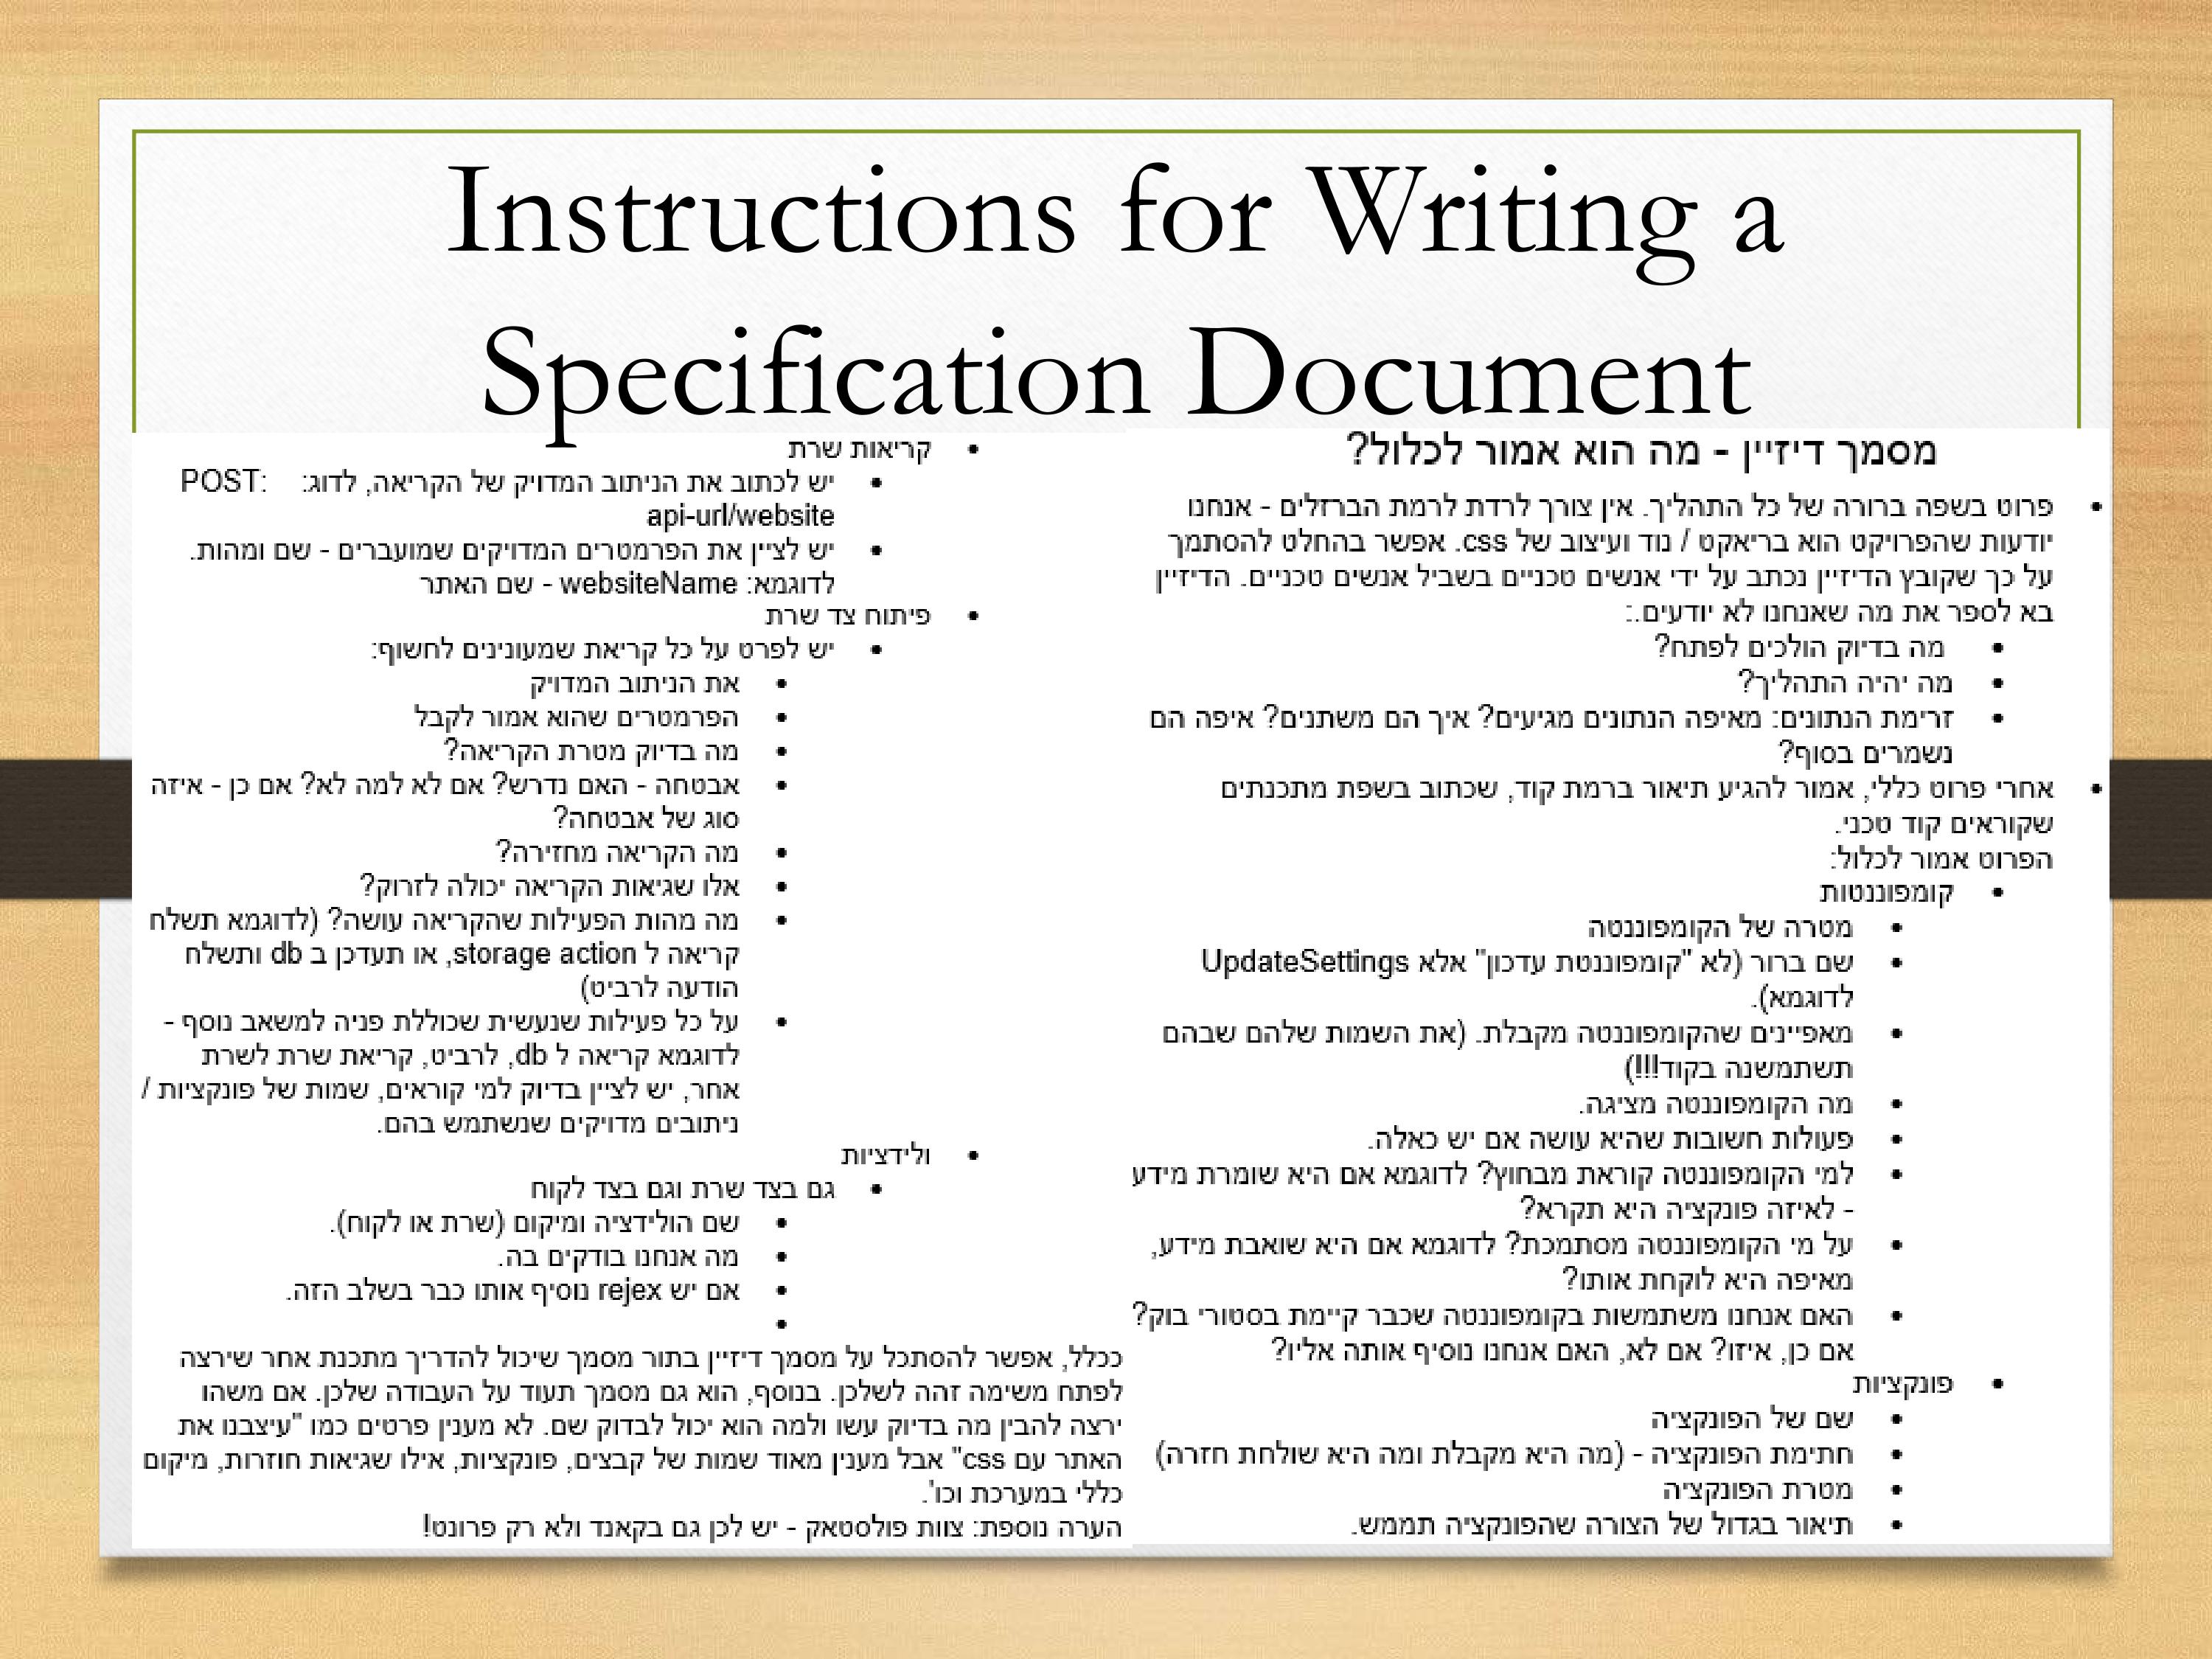 Instructions for Writing a
Specification Document
מסמך דיזיין - מה הוא אמור לכלול?
• פרוט בשפה ברורה של כל התהליך. אין צורך לרדת לרמת הברזלים - אנחנו
יודעות שהפרויקט הוא בריאקט / נוד ועיצוב של css. אפשר בהחלט להסתמך
על כך שקובץ הדיזיין נכתב על ידי אנשים טכניים בשביל אנשים טכניים. הדיזיין
בא לספר את מה שאנחנו לא יודעים.:
• מה בדיוק הולכים לפתח?
• מה יהיה התהליך?
• זרימת הנתונים: מאיפה הנתונים מגיעים? איך הם משתנים? איפה הם
נשמרים בסוף?
• אחרי פרוט כללי, אמור להגיע תיאור ברמת קוד, שכתוב בשפת מתכנתים
שקוראים קוד טכני.
הפרוט אמור לכלול:
• קומפוננטות
• מטרה של הקומפוננטה
• שם ברור (לא "קומפוננטת עדכון" אלא UpdateSettings
לדוגמא).
• מאפיינים שהקומפוננטה מקבלת. (את השמות שלהם שבהם
תשתמשנה בקוד!!!)
• מה הקומפוננטה מציגה.
• פעולות חשובות שהיא עושה אם יש כאלה.
• למי הקומפוננטה קוראת מבחוץ? לדוגמא אם היא שומרת מידע
- לאיזה פונקציה היא תקרא?
• על מי הקומפוננטה מסתמכת? לדוגמא אם היא שואבת מידע,
מאיפה היא לוקחת אותו?
• האם אנחנו משתמשות בקומפוננטה שכבר קיימת בסטורי בוק?
אם כן, איזו? אם לא, האם אנחנו נוסיף אותה אליו?
• פונקציות
• שם של הפונקציה
• חתימת הפונקציה - (מה היא מקבלת ומה היא שולחת חזרה)
• מטרת הפונקציה
• תיאור בגדול של הצורה שהפונקציה תממש.
• קריאות שרת
• יש לכתוב את הניתוב המדויק של הקריאה, לדוג: POST:
api-url/website
• יש לציין את הפרמטרים המדויקים שמועברים - שם ומהות.
לדוגמא: websiteName - שם האתר
• פיתוח צד שרת
• יש לפרט על כל קריאת שמעונינים לחשוף:
• את הניתוב המדויק
• הפרמטרים שהוא אמור לקבל
• מה בדיוק מטרת הקריאה?
• אבטחה - האם נדרש? אם לא למה לא? אם כן - איזה
סוג של אבטחה?
• מה הקריאה מחזירה?
• אלו שגיאות הקריאה יכולה לזרוק?
• מה מהות הפעילות שהקריאה עושה? (לדוגמא תשלח
קריאה ל storage action, או תעדכן ב db ותשלח
הודעה לרביט)
• על כל פעילות שנעשית שכוללת פניה למשאב נוסף -
לדוגמא קריאה ל db, לרביט, קריאת שרת לשרת
אחר, יש לציין בדיוק למי קוראים, שמות של פונקציות /
ניתובים מדויקים שנשתמש בהם.
• ולידציות
• גם בצד שרת וגם בצד לקוח
• שם הולידציה ומיקום (שרת או לקוח).
• מה אנחנו בודקים בה.
• אם יש rejex נוסיף אותו כבר בשלב הזה.
•
ככלל, אפשר להסתכל על מסמך דיזיין בתור מסמך שיכול להדריך מתכנת אחר שירצה
לפתח משימה זהה לשלכן. בנוסף, הוא גם מסמך תעוד על העבודה שלכן. אם משהו
ירצה להבין מה בדיוק עשו ולמה הוא יכול לבדוק שם. לא מענין פרטים כמו "עיצבנו את
האתר עם css" אבל מענין מאוד שמות של קבצים, פונקציות, אילו שגיאות חוזרות, מיקום
כללי במערכת וכו'.
הערה נוספת: צוות פולסטאק - יש לכן גם בקאנד ולא רק פרונט!